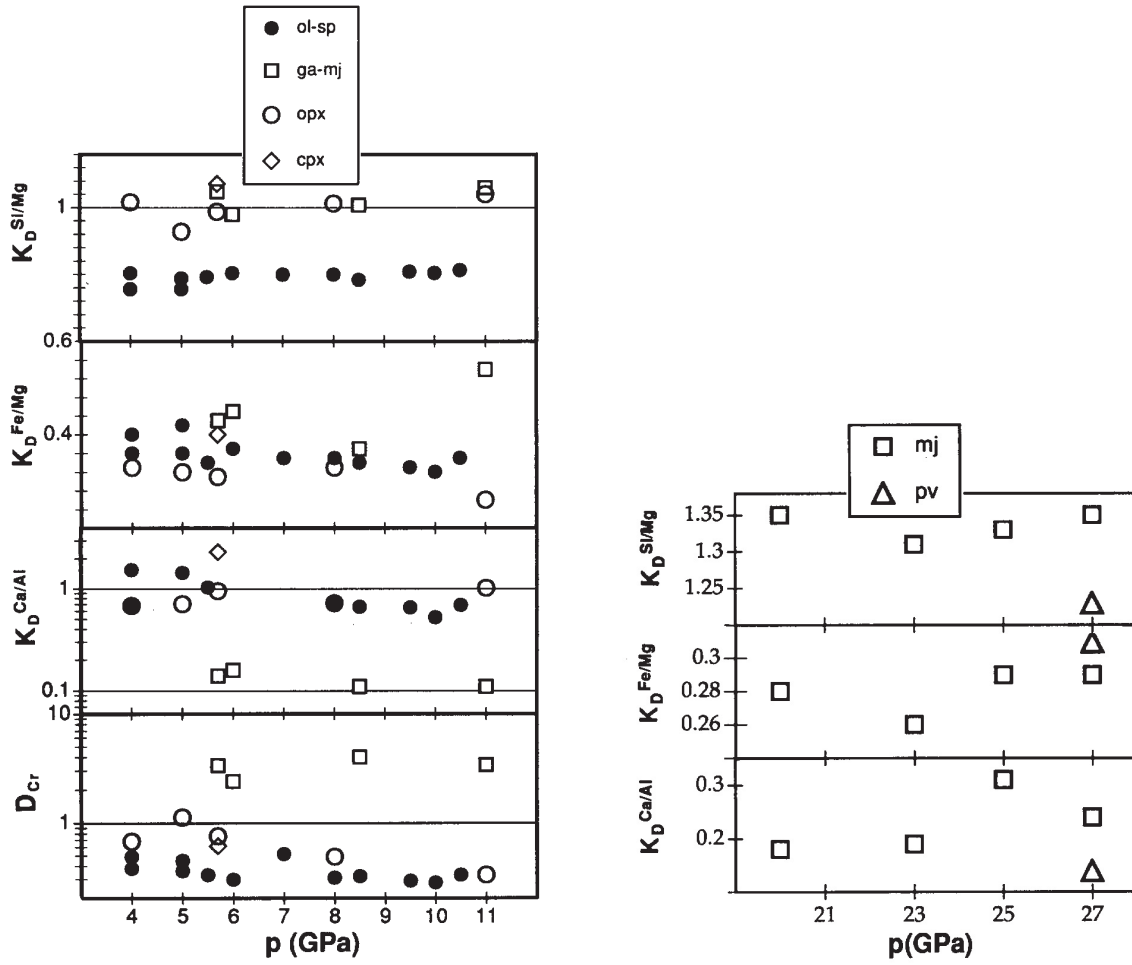 ol-sp
ga-mj
opx
cpx
K_D^SI/Mg
1
0.6
K_D^Fe/Mg
0.4
K_D^Ca/Al
1
0.1
D_Cr
10
1
4 5 6 7 8 9 10 11
p (GPa)
mj
pv
K_D^SI/Mg
1.35
1.3
1.25
K_D^Fe/Mg
0.3
0.28
0.26
K_D^Ca/Al
0.3
0.2
21 23 25 27
p(GPa)